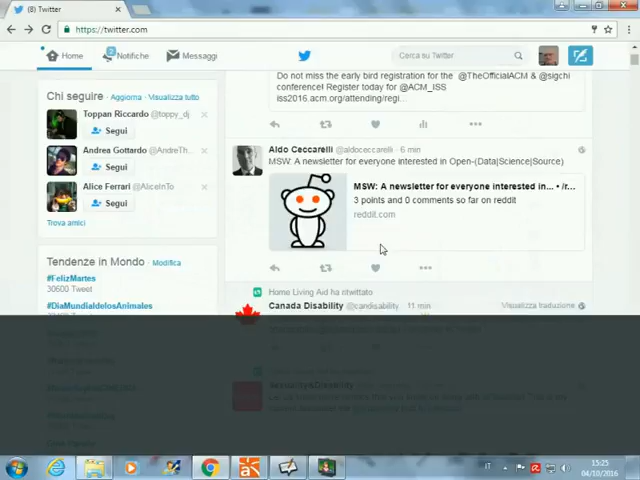 (8) Twitter
https://twitter.com
Home
Notifiche
Messaggi
Cerca su Twitter
Do not miss the early bird registration for the @TheOfficialACM & @sigchi
conference! Register today for @ACM_ISS
iss2016.acm.org/attending/regi...
Chi seguire · Aggiorna · Visualizza tutto
Toppan Riccardo @toppy_dj
Segui
Andrea Gottardo @AndreTh...
Segui
Alice Ferrari @AliceInTo
Segui
Trova amici
Tendenze in Mondo · Modifica
#FelizMartes
30600 Tweet
#DiaMundialdelosAnimales
Aldo Ceccarelli @aldoceccarelli · 6 min
MSW: A newsletter for everyone interested in Open-(Data|Science|Source)
MSW: A newsletter for everyone interested in... • /r...
3 points and 0 comments so far on reddit
reddit.com
Home Living Aid ha ritwittato
Canada Disability @candisability · 11 min
Visualizza traduzione
IT
15:25
04/10/2016